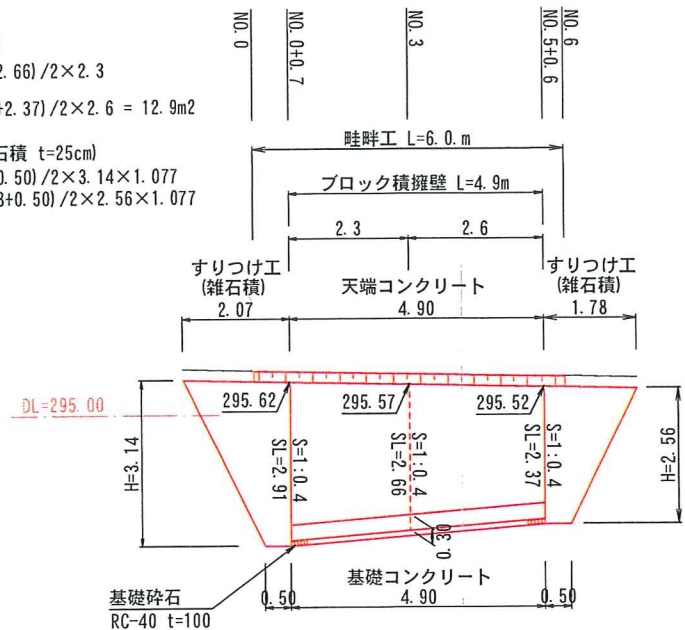 2.66)/2×2.3
+2.37)/2×2.6 = 12.9m2
石積 t=25cm)
0.50)/2×3.14×1.077
8+0.50)/2×2.56×1.077
NO.0
NO.0+0.7
NO.3
NO.5+0.6
NO.6
畦畔工 L=6.0.m
ブロック積擁壁 L=4.9m
2.3
2.6
すりつけ工
(雑石積)
2.07
天端コンクリート
4.90
すりつけ工
(雑石積)
1.78
DL=295.00
295.62
295.57
295.52
H=3.14
S=1:0.4
SL=2.91
S=1:0.4
SL=2.66
S=1:0.4
SL=2.37
H=2.56
0.30
基礎コンクリート
0.50
4.90
0.50
基礎砕石
RC-40 t=100